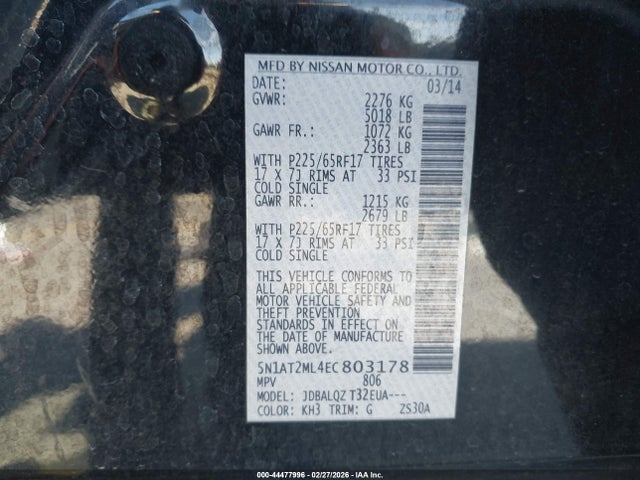 MFD BY NISSAN MOTOR CO., LTD.
DATE: 03/14
GVWR: 2276 KG
5018 LB
GAWR FR.: 1072 KG
2363 LB
WITH P225/65RF17 TIRES
17 X 7J RIMS AT 33 PSI
COLD SINGLE
GAWR RR.: 1215 KG
2679 LB
WITH P225/65RF17 TIRES
17 X 7J RIMS AT 33 PSI
COLD SINGLE
THIS VEHICLE CONFORMS TO
ALL APPLICABLE FEDERAL
MOTOR VEHICLE SAFETY AND
THEFT PREVENTION
STANDARDS IN EFFECT ON
THE DATE OF MANUFACTURE
SHOWN ABOVE.
5N1AT2ML4EC803178
MPV 806
MODEL: JDBALQZ T32EUA---
COLOR: KH3 TRIM: G ZS30A
000-44477996 - 02/27/2026 - IAA Inc.